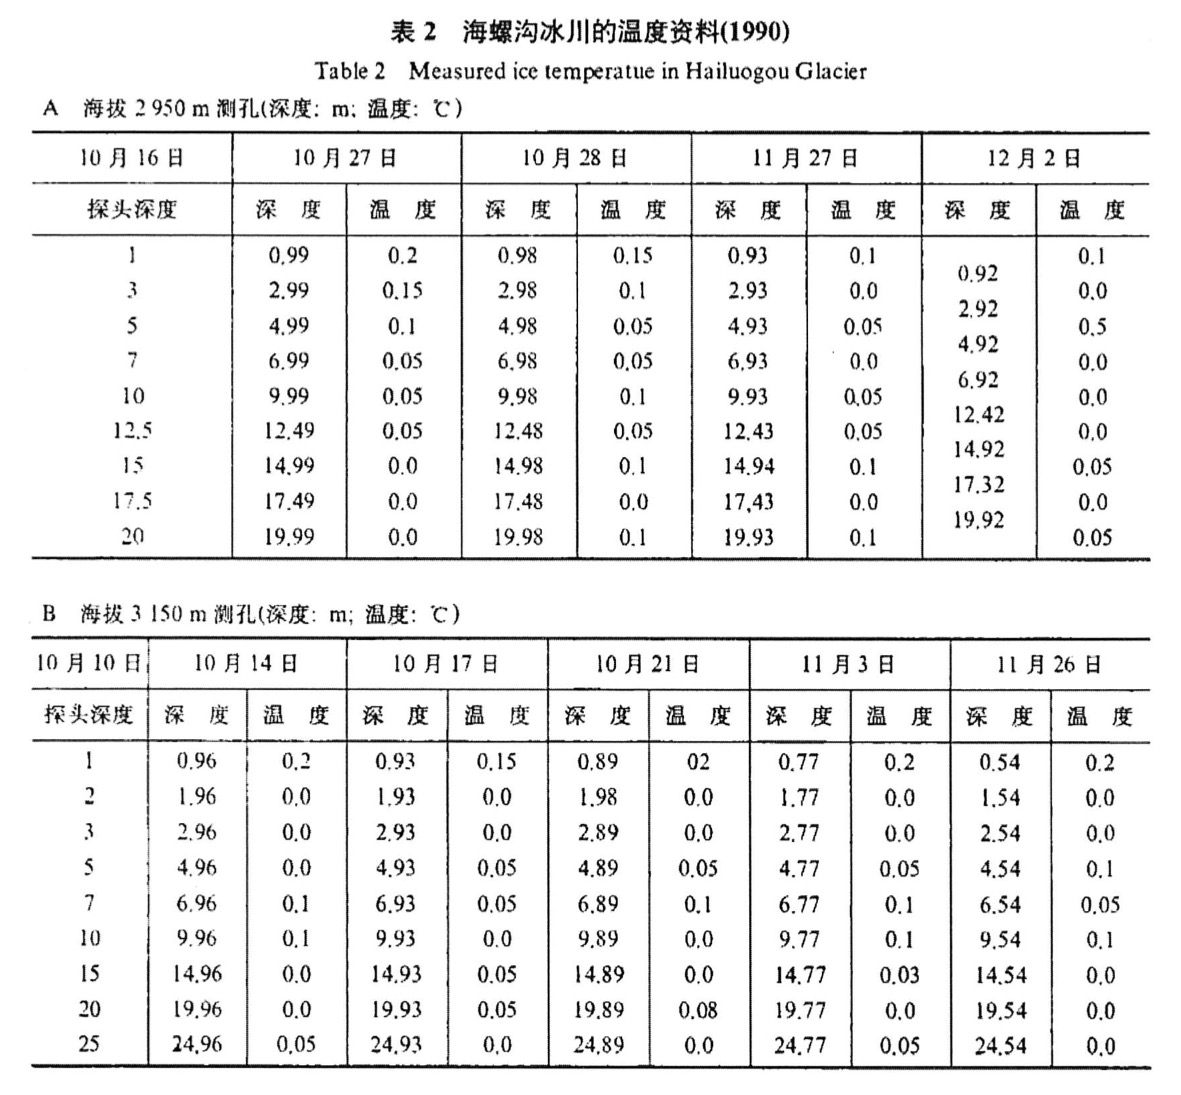 表 2 海螺沟冰川的温度资料(1990)
Table 2 Measured ice temperatue in Hailuogou Glacier
A 海拔 2 950 m 测孔(深度: m; 温度: ℃)
10 月 16 日 10 月 27 日 10 月 28 日 11 月 27 日 12 月 2 日
探头深度 深 度 温 度 深 度 温 度 深 度 温 度 深 度 温 度
1 0.99 0.2 0.98 0.15 0.93 0.1 0.92 0.1
3 2.99 0.15 2.98 0.1 2.93 0.0 2.92 0.0
5 4.99 0.1 4.98 0.05 4.93 0.05 4.92 0.5
7 6.99 0.05 6.98 0.05 6.93 0.0 6.92 0.0
10 9.99 0.05 9.98 0.1 9.93 0.05 12.42 0.0
12.5 12.49 0.05 12.48 0.05 12.43 0.05 14.92 0.0
15 14.99 0.0 14.98 0.1 14.94 0.1 17.32 0.05
17.5 17.49 0.0 17.48 0.0 17.43 0.0 19.92 0.0
20 19.99 0.0 19.98 0.1 19.93 0.1 0.05
B 海拔 3 150 m 测孔(深度: m; 温度: ℃)
10 月 10 日 10 月 14 日 10 月 17 日 10 月 21 日 11 月 3 日 11 月 26 日
探头深度 深 度 温 度 深 度 温 度 深 度 温 度 深 度 温 度 深 度 温 度
1 0.96 0.2 0.93 0.15 0.89 02 0.77 0.2 0.54 0.2
2 1.96 0.0 1.93 0.0 1.98 0.0 1.77 0.0 1.54 0.0
3 2.96 0.0 2.93 0.0 2.89 0.0 2.77 0.0 2.54 0.0
5 4.96 0.0 4.93 0.05 4.89 0.05 4.77 0.05 4.54 0.1
7 6.96 0.1 6.93 0.05 6.89 0.1 6.77 0.1 6.54 0.05
10 9.96 0.1 9.93 0.0 9.89 0.0 9.77 0.1 9.54 0.1
15 14.96 0.0 14.93 0.05 14.89 0.0 14.77 0.03 14.54 0.0
20 19.96 0.0 19.93 0.05 19.89 0.08 19.77 0.0 19.54 0.0
25 24.96 0.05 24.93 0.0 24.89 0.0 24.77 0.05 24.54 0.0